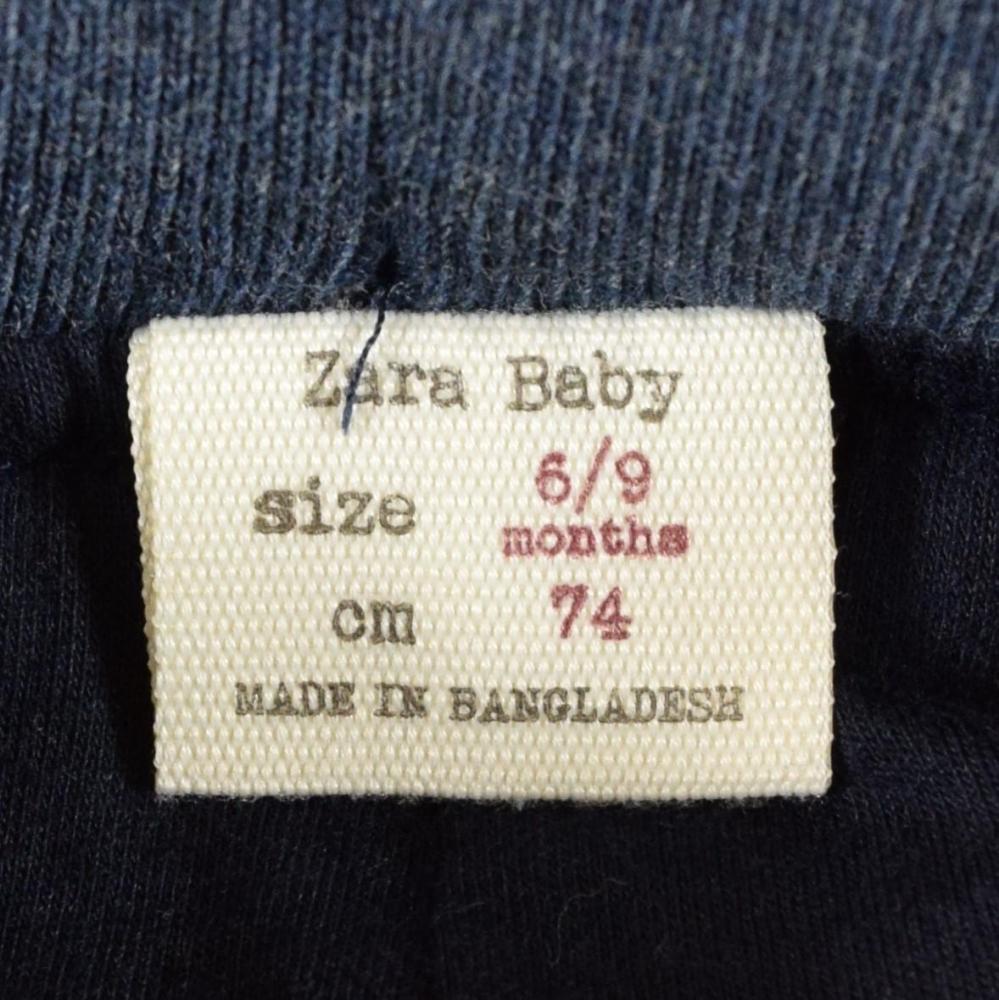 Zara Baby
size 6/9
months
cm 74
MADE IN BANGLADESH